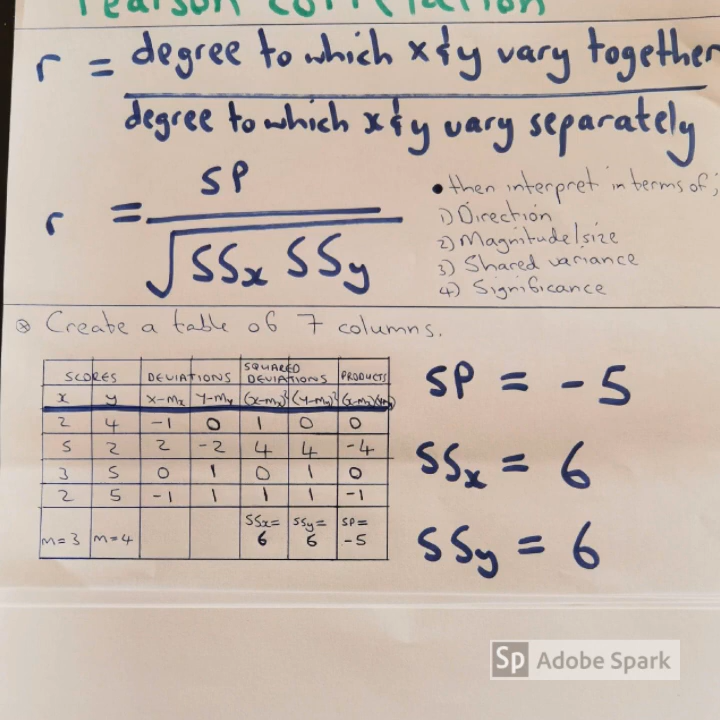 Pearson correlation
r = degree to which x & y vary together
degree to which x & y vary separately
r = SP
√SSx SSy
• then interpret in terms of;
1) Direction
2) Magnitude/size
3) Shared variance
4) Significance
⊗ Create a table of 7 columns.
SCORES DEVIATIONS SQUARED DEVIATIONS PRODUCTS
x y x-mx Y-my (x-mx)² (y-my)² (x-mx)(y-my)
2 4 -1 0 1 0 0
5 2 2 -2 4 4 -4
3 5 0 1 0 1 0
2 5 -1 1 1 1 -1
m=3 m=4 SSx=6 SSy=6 SP=-5
SP = -5
SSx = 6
SSy = 6
Sp Adobe Spark